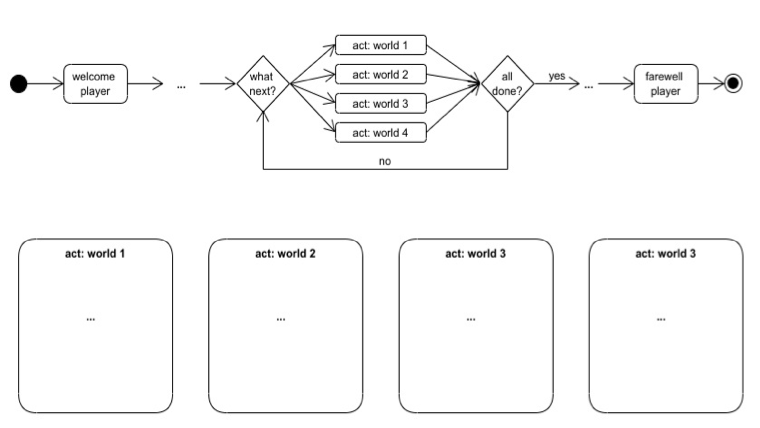 welcome
player
...
what
next?
act: world 1
act: world 2
act: world 3
act: world 4
all
done?
yes
...
farewell
player
no
act: world 1
...
act: world 2
...
act: world 3
...
act: world 3
...